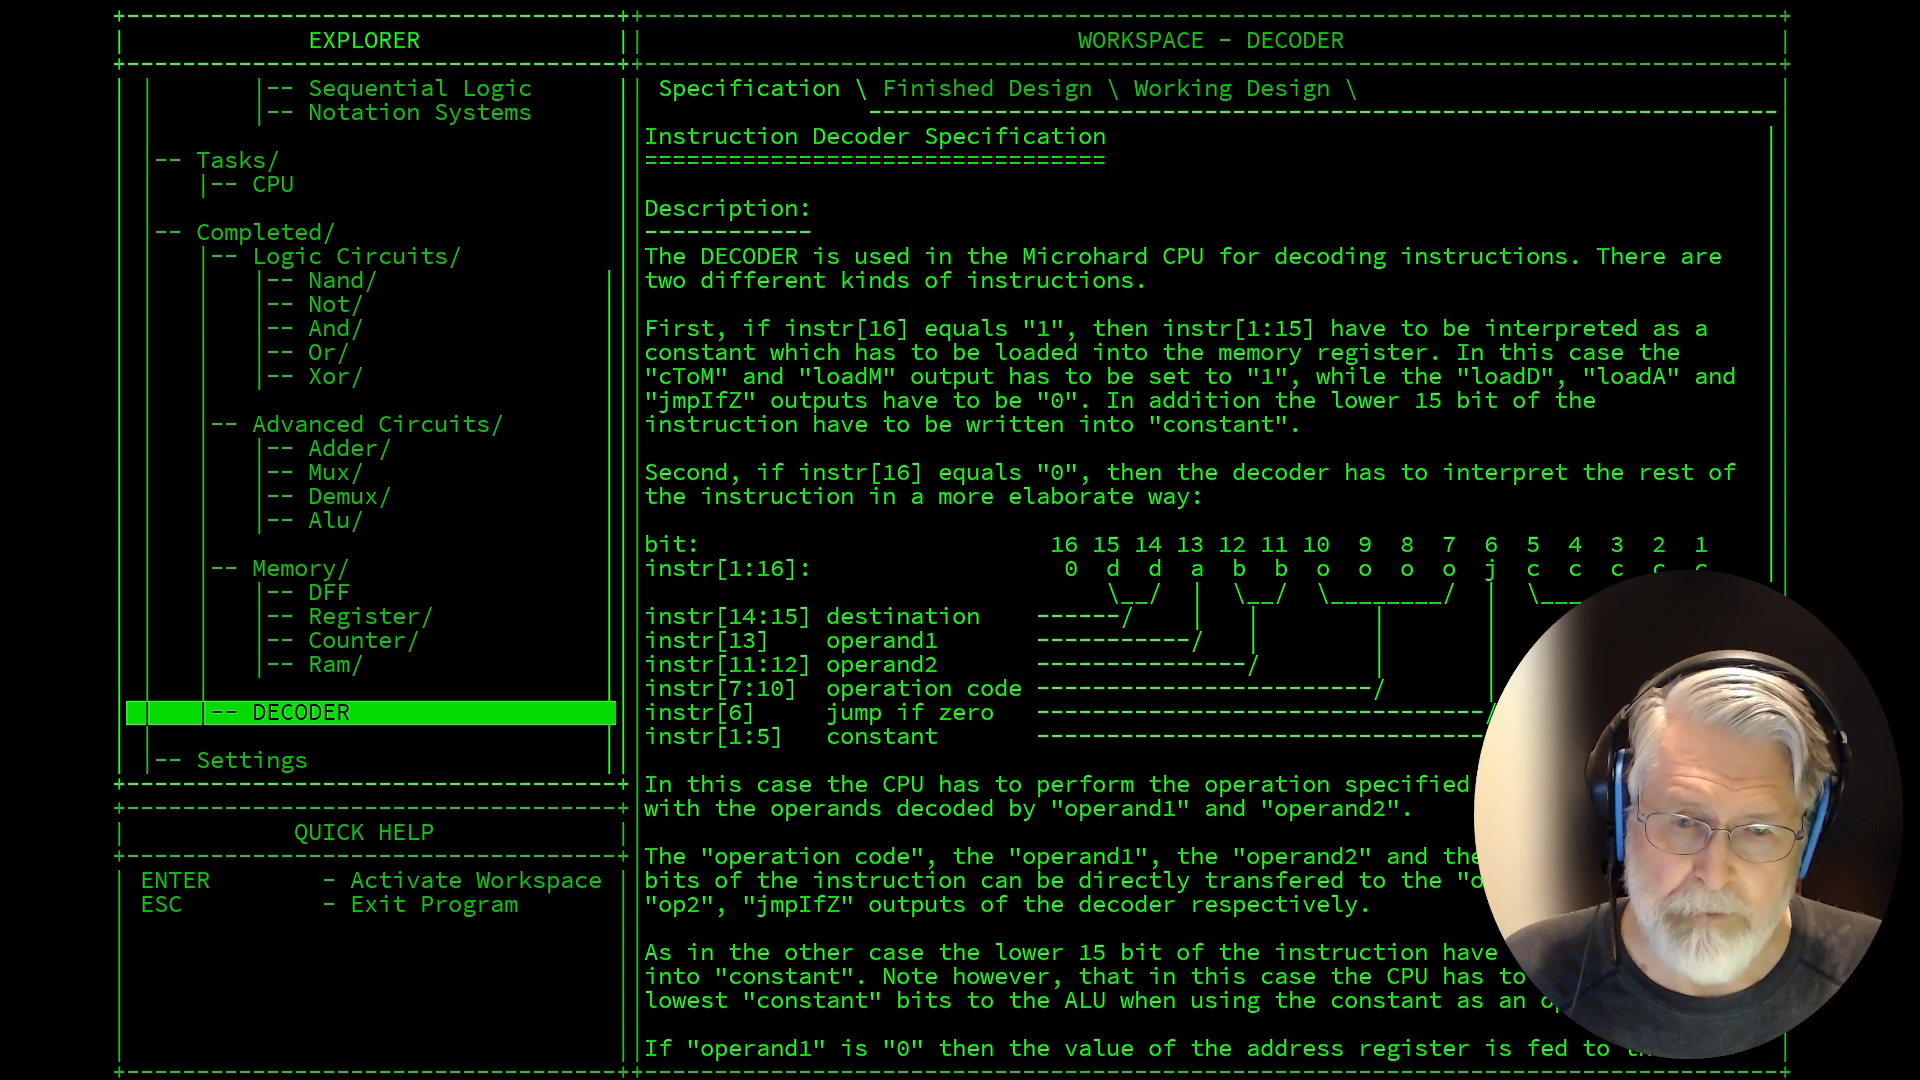 EXPLORER
|-- Sequential Logic
|-- Notation Systems
-- Tasks/
|-- CPU
-- Completed/
|-- Logic Circuits/
|-- Nand/
|-- Not/
|-- And/
|-- Or/
|-- Xor/
|-- Advanced Circuits/
|-- Adder/
|-- Mux/
|-- Demux/
|-- Alu/
|-- Memory/
|-- DFF
|-- Register/
|-- Counter/
|-- Ram/
|-- DECODER
|-- Settings
QUICK HELP
ENTER - Activate Workspace
ESC - Exit Program
WORKSPACE - DECODER
Specification \ Finished Design \ Working Design \
Instruction Decoder Specification
=================================
Description:
------------
The DECODER is used in the Microhard CPU for decoding instructions. There are
two different kinds of instructions.
First, if instr[16] equals "1", then instr[1:15] have to be interpreted as a
constant which has to be loaded into the memory register. In this case the
"cToM" and "loadM" output has to be set to "1", while the "loadD", "loadA" and
"jmpIfZ" outputs have to be "0". In addition the lower 15 bit of the
instruction have to be written into "constant".
Second, if instr[16] equals "0", then the decoder has to interpret the rest of
the instruction in a more elaborate way:
bit: 16 15 14 13 12 11 10 9 8 7 6 5 4 3 2 1
instr[1:16]: 0 d d a b b o o o o j c c c c c
instr[14:15] destination ------/
instr[13] operand1 -----------/
instr[11:12] operand2 ---------------/
instr[7:10] operation code ------------------------/
instr[6] jump if zero --------------------------------/
instr[1:5] constant --------------------------------
In this case the CPU has to perform the operation specified
with the operands decoded by "operand1" and "operand2".
The "operation code", the "operand1", the "operand2" and the
bits of the instruction can be directly transfered to the "o
"op2", "jmpIfZ" outputs of the decoder respectively.
As in the other case the lower 15 bit of the instruction have
into "constant". Note however, that in this case the CPU has to
lowest "constant" bits to the ALU when using the constant as an
If "operand1" is "0" then the value of the address register is fed to